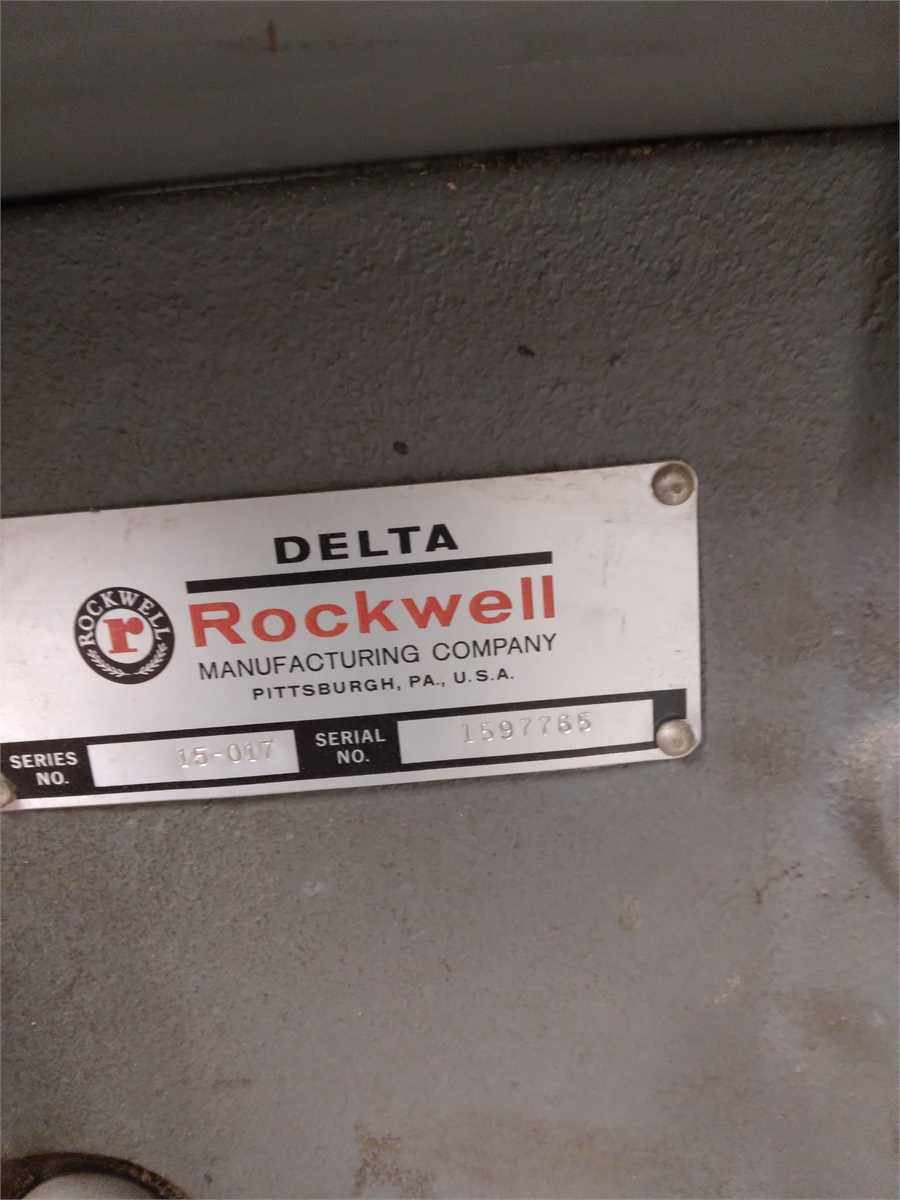 DELTA
ROCKWELL
r
Rockwell
MANUFACTURING COMPANY
PITTSBURGH, PA., U.S.A.
SERIES NO. 15-017
SERIAL NO. 1597765